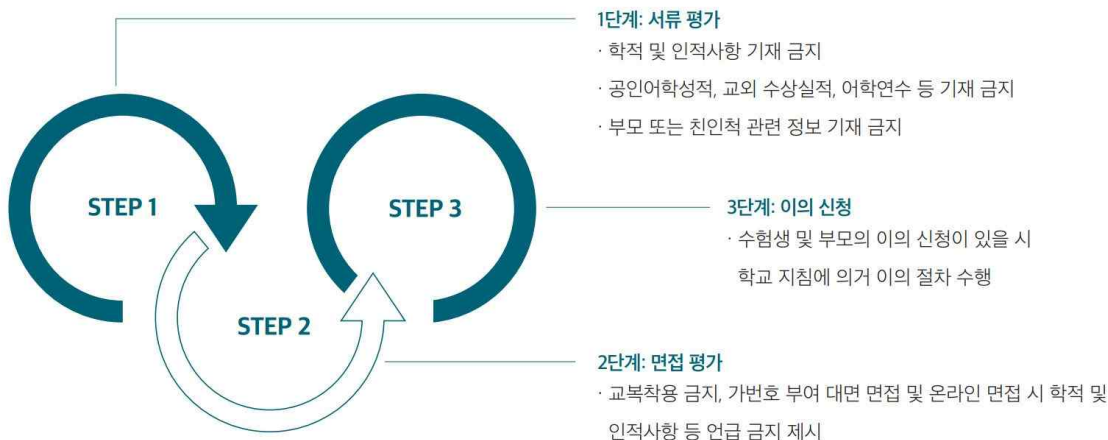 1단계: 서류 평가
· 학적 및 인적사항 기재 금지
· 공인어학성적, 교외 수상실적, 어학연수 등 기재 금지
· 부모 또는 친인척 관련 정보 기재 금지
STEP 1
STEP 3
3단계: 이의 신청
· 수험생 및 부모의 이의 신청이 있을 시
학교 지침에 의거 이의 절차 수행
STEP 2
2단계: 면접 평가
· 교복착용 금지, 가번호 부여 대면 면접 및 온라인 면접 시 학적 및
인적사항 등 언급 금지 제시